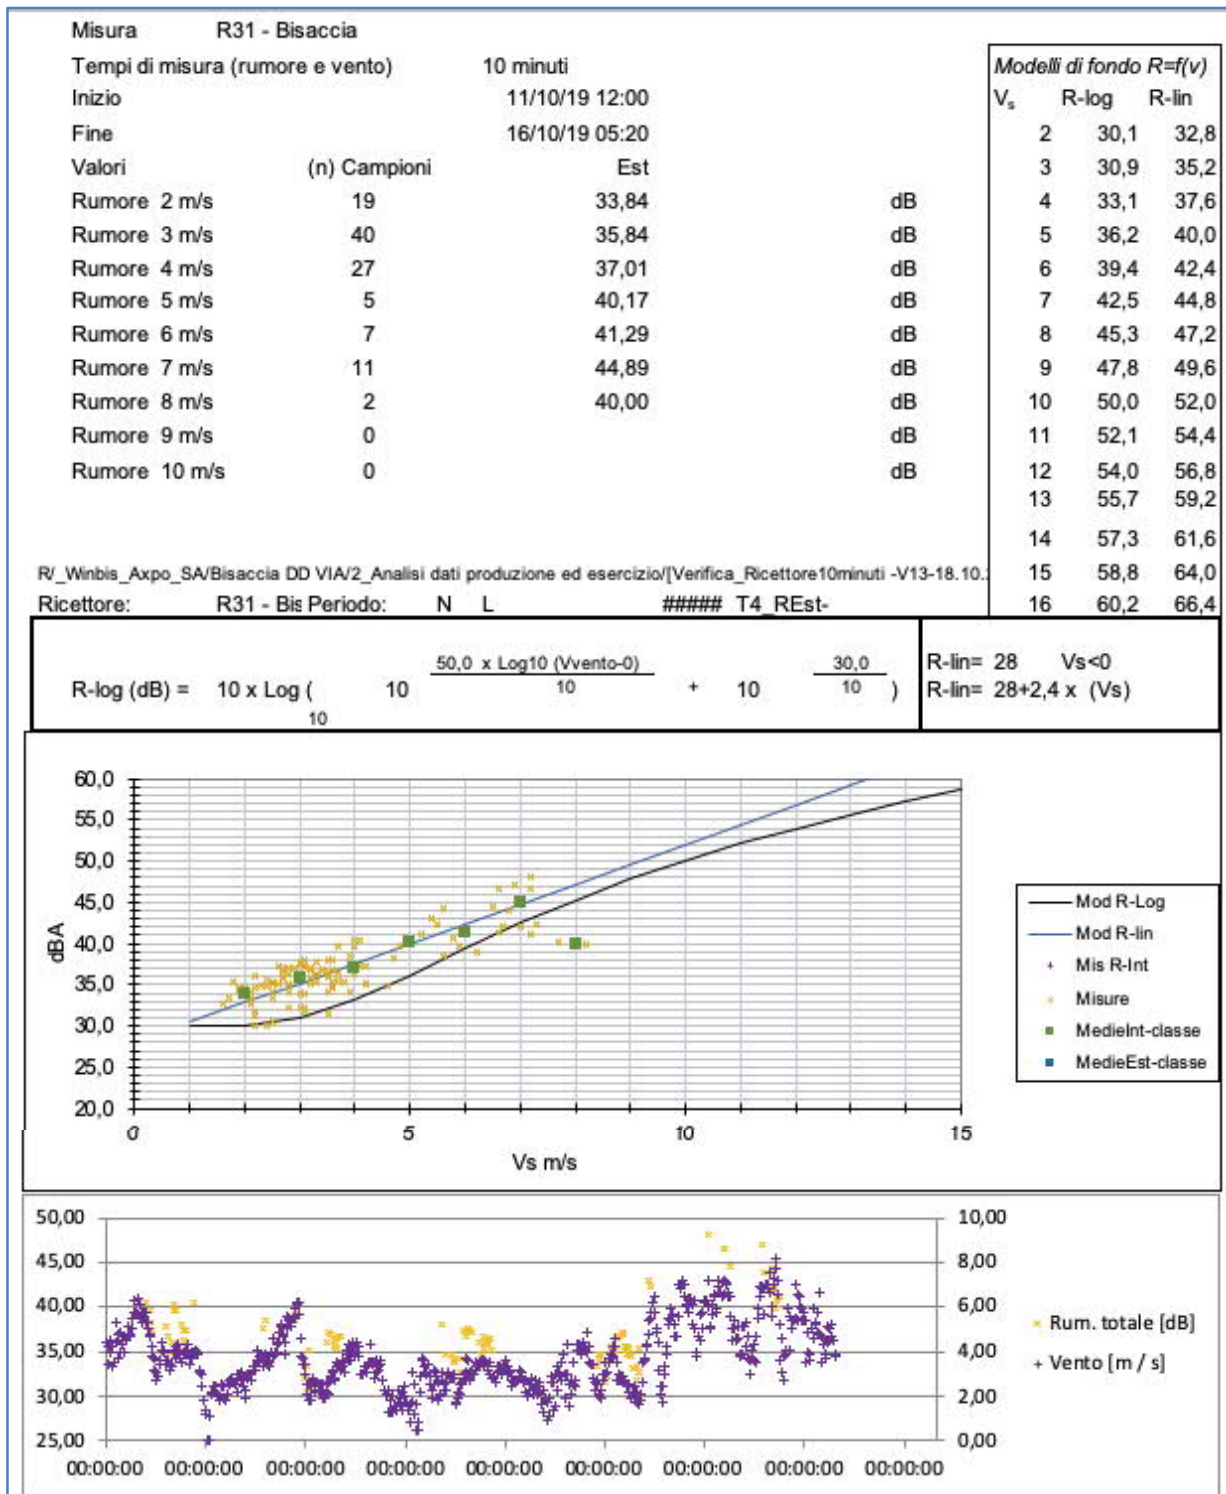 Misura R31 - Bisaccia
Tempi di misura (rumore e vento) 10 minuti
Inizio 11/10/19 12:00
Fine 16/10/19 05:20
Valori (n) Campioni Est
Rumore 2 m/s 19 33,84 dB
Rumore 3 m/s 40 35,84 dB
Rumore 4 m/s 27 37,01 dB
Rumore 5 m/s 5 40,17 dB
Rumore 6 m/s 7 41,29 dB
Rumore 7 m/s 11 44,89 dB
Rumore 8 m/s 2 40,00 dB
Rumore 9 m/s 0 dB
Rumore 10 m/s 0 dB
Modelli di fondo R=f(v)
Vs R-log R-lin
2 30,1 32,8
3 30,9 35,2
4 33,1 37,6
5 36,2 40,0
6 39,4 42,4
7 42,5 44,8
8 45,3 47,2
9 47,8 49,6
10 50,0 52,0
11 52,1 54,4
12 54,0 56,8
13 55,7 59,2
14 57,3 61,6
15 58,8 64,0
16 60,2 66,4
R/_Winbis_Axpo_SA/Bisaccia DD VIA/2_Analisi dati produzione ed esercizio/[Verifica_Ricettore10minuti -V13-18.10.
Ricettore: R31 - Bis Periodo: N L ##### T4_REst-
50,0 x Log10 (Vvento-0) 30,0
R-log (dB) = 10 x Log ( 10 10 + 10 10 )
10
R-lin= 28 Vs<0
R-lin= 28+2,4 x (Vs)
60,0
55,0
50,0
45,0
40,0
35,0
30,0
25,0
20,0
dBA
0 5 10 15
Vs m/s
Mod R-Log
Mod R-lin
Mis R-Int
Misure
MedieInt-classe
MedieEst-classe
50,00 10,00
45,00 8,00
40,00 6,00
35,00 4,00
30,00 2,00
25,00 0,00
00:00:00 00:00:00 00:00:00 00:00:00 00:00:00 00:00:00 00:00:00 00:00:00 00:00:00
Rum. totale [dB]
Vento [m / s]